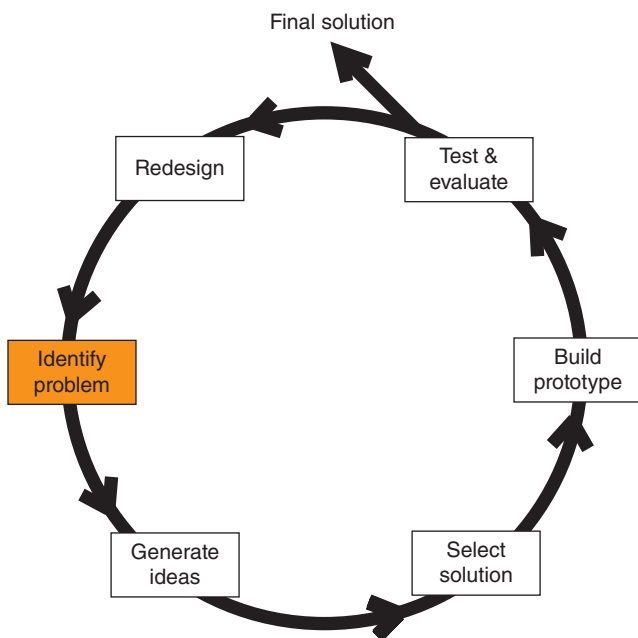 Final solution
Redesign
Test &
evaluate
Identify
problem
Build
prototype
Generate
ideas
Select
solution